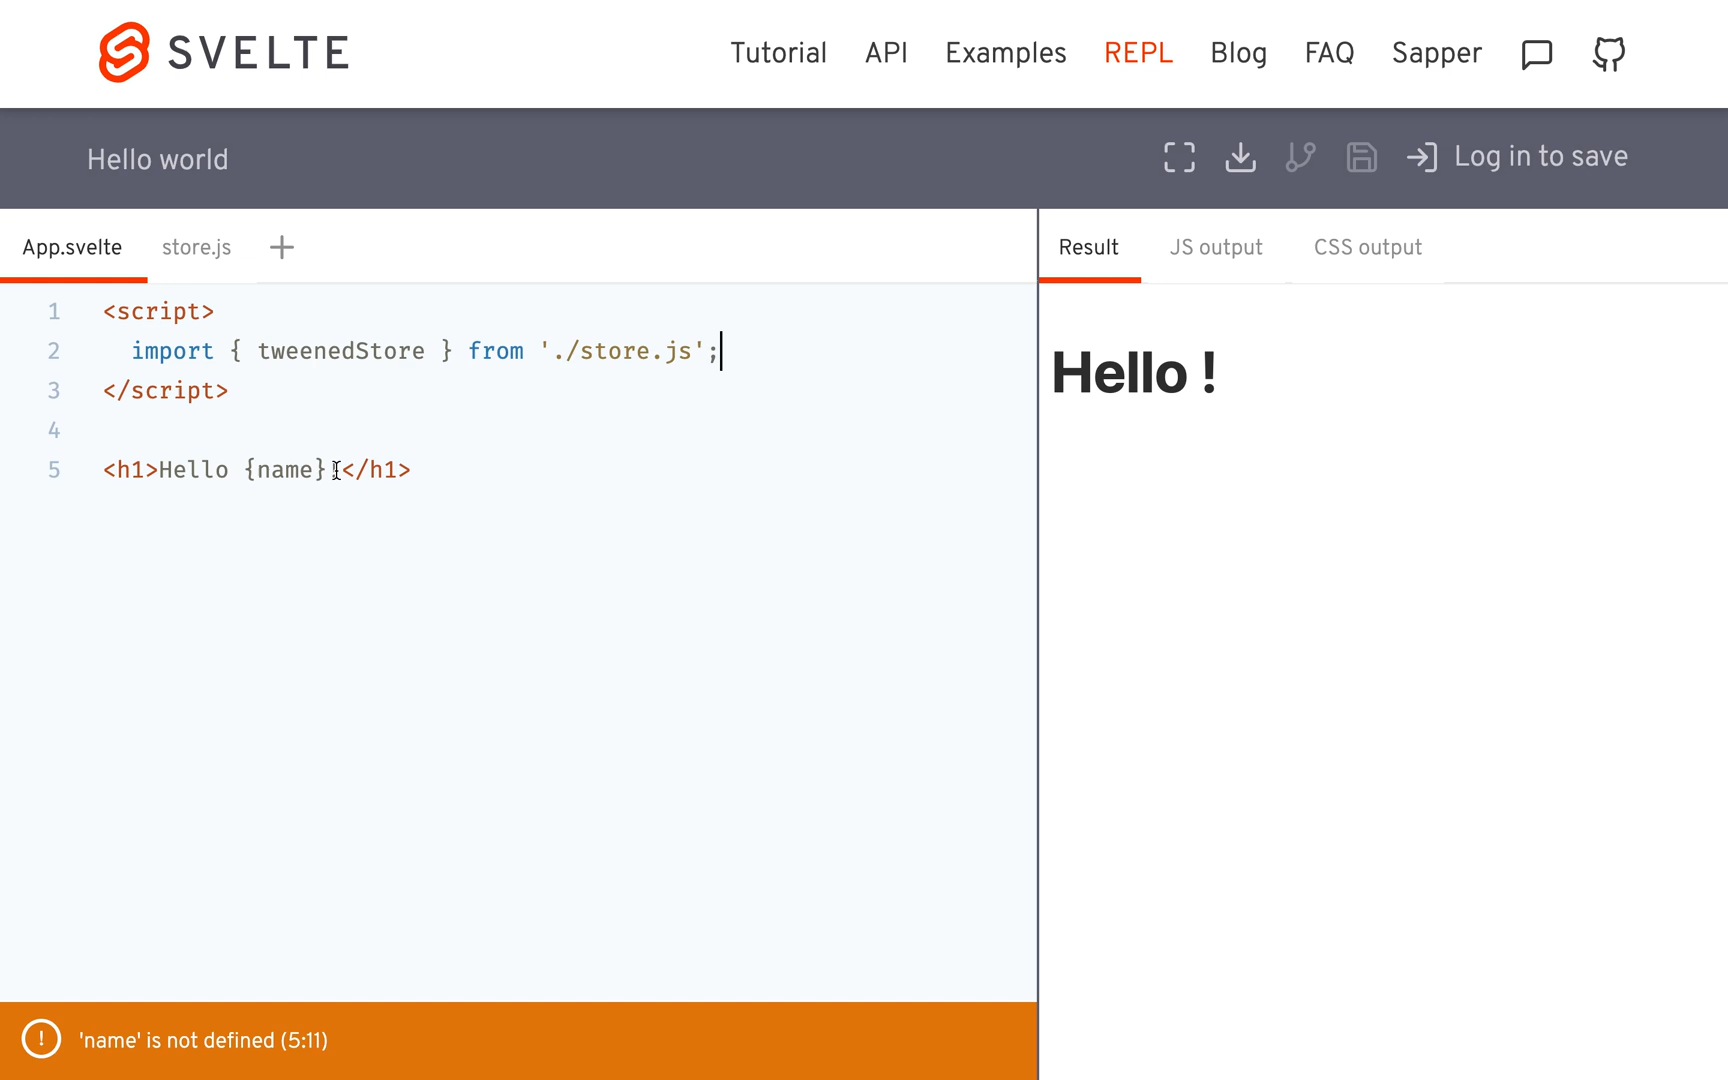 SVELTE
Tutorial API Examples REPL Blog FAQ Sapper
Hello world
Log in to save
App.svelte store.js +
Result JS output CSS output
1 <script>
2 import { tweenedStore } from './store.js';
3 </script>
4
5 <h1>Hello {name}!</h1>
Hello !
! 'name' is not defined (5:11)